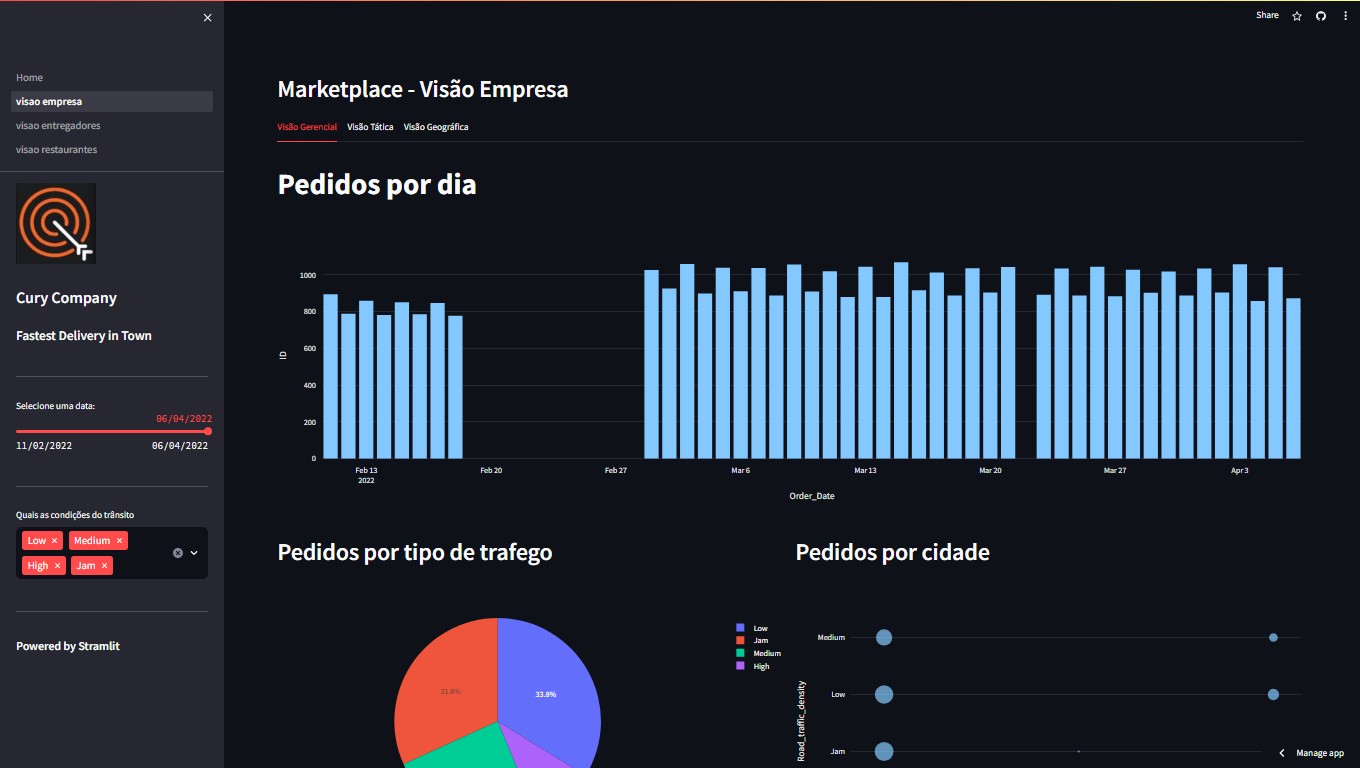 Share
Home
visao empresa
visao entregadores
visao restaurantes
Cury Company
Fastest Delivery in Town
Selecione uma data:
06/04/2022
11/02/2022 06/04/2022
Quais as condições do trânsito
Low × Medium ×
High × Jam ×
Powered by Stramlit
Marketplace - Visão Empresa
Visão Gerencial Visão Tática Visão Geográfica
Pedidos por dia
1000
800
600
400
200
0
ID
Feb 13 Feb 20 Feb 27 Mar 6 Mar 13 Mar 20 Mar 27 Apr 3
2022
Order_Date
Pedidos por tipo de trafego
31.8%
33.8%
Low
Jam
Medium
High
Pedidos por cidade
Medium
Low
Jam
Road_traffic_density
Manage app